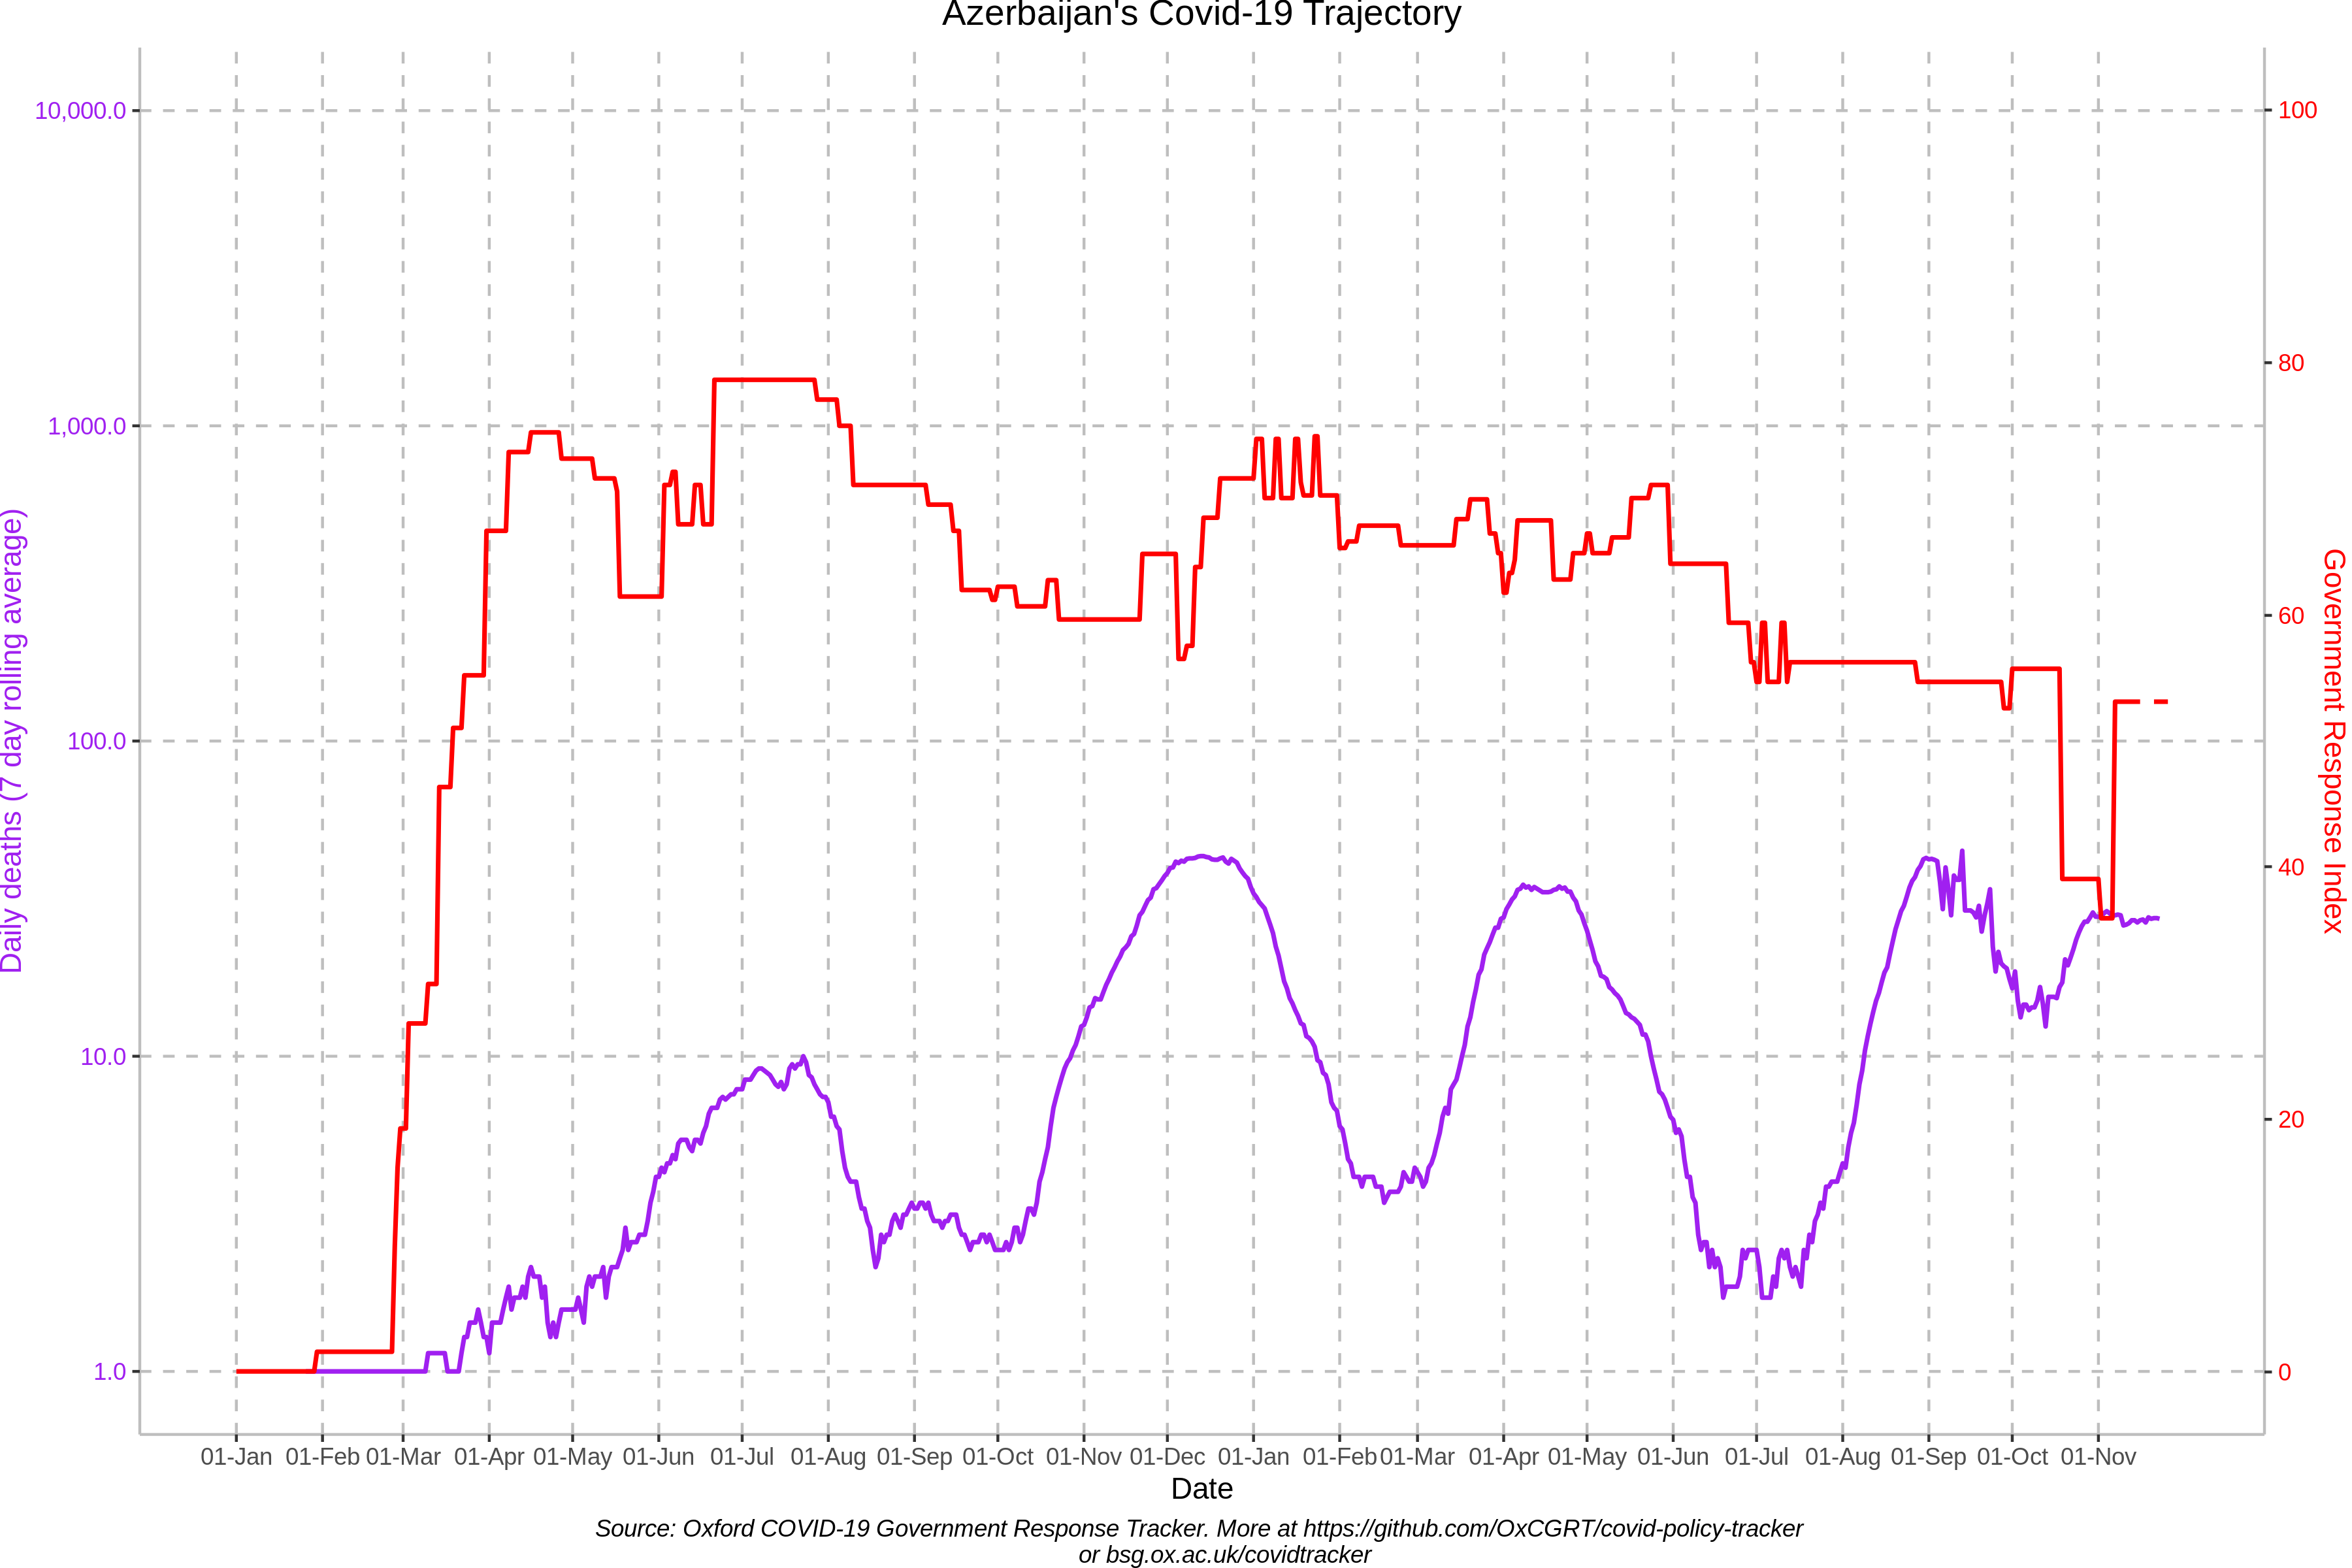 Azerbaijan's Covid-19 Trajectory
10,000.0
1,000.0
100.0
10.0
1.0
Daily deaths (7 day rolling average)
100
80
60
40
20
0
Government Response Index
01-Jan 01-Feb 01-Mar 01-Apr 01-May 01-Jun 01-Jul 01-Aug 01-Sep 01-Oct 01-Nov 01-Dec 01-Jan 01-Feb 01-Mar 01-Apr 01-May 01-Jun 01-Jul 01-Aug 01-Sep 01-Oct 01-Nov
Date
Source: Oxford COVID-19 Government Response Tracker. More at https://github.com/OxCGRT/covid-policy-tracker
or bsg.ox.ac.uk/covidtracker